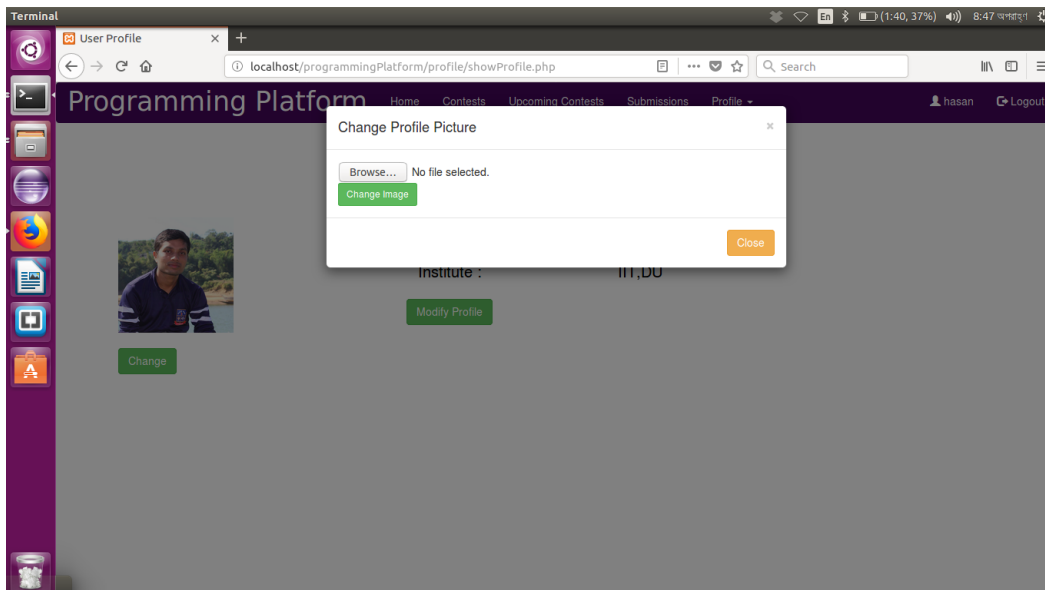 Terminal
En (1:40, 37%) 8:47 অপরাহ্ণ
User Profile × +
localhost/programmingPlatform/profile/showProfile.php Search
Programming Platform Home Contests Upcoming Contests Submissions Profile hasan Logout
Change Profile Picture ×
Browse... No file selected.
Change Image
Close
Institute : IIT,DU
Modify Profile
Change